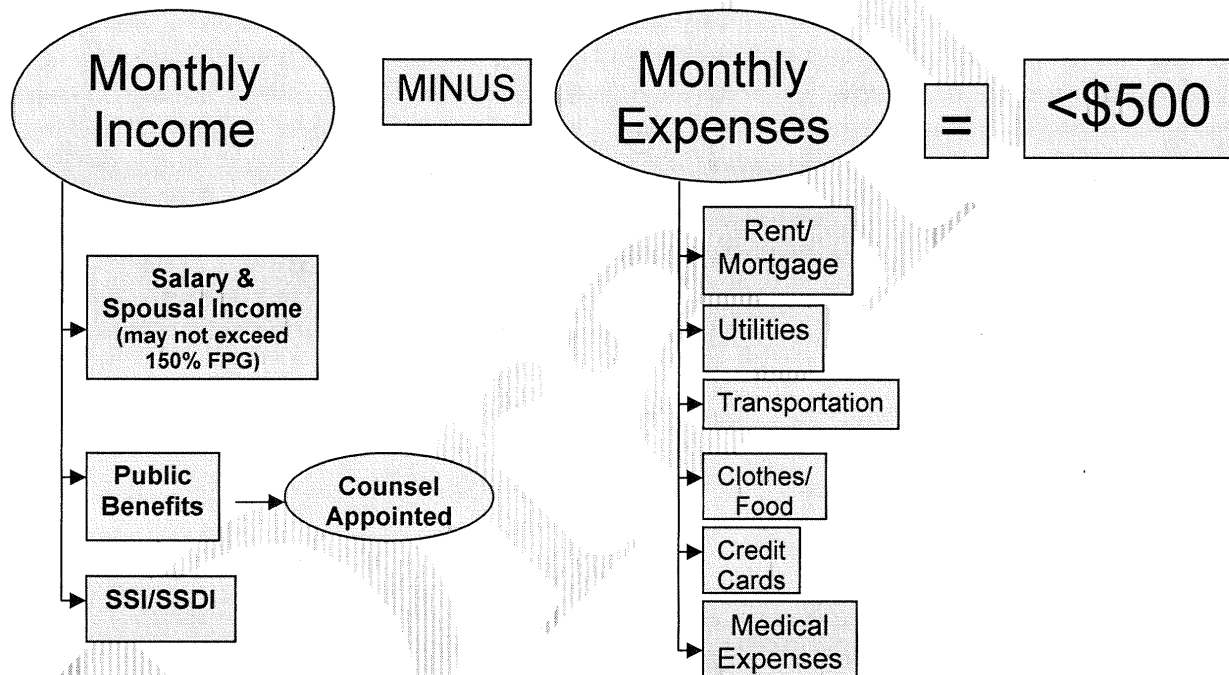 Monthly
Income
MINUS
Monthly
Expenses
=
<$500
Salary &
Spousal Income
(may not exceed
150% FPG)
Public
Benefits
Counsel
Appointed
SSI/SSDI
Rent/
Mortgage
Utilities
Transportation
Clothes/
Food
Credit
Cards
Medical
Expenses